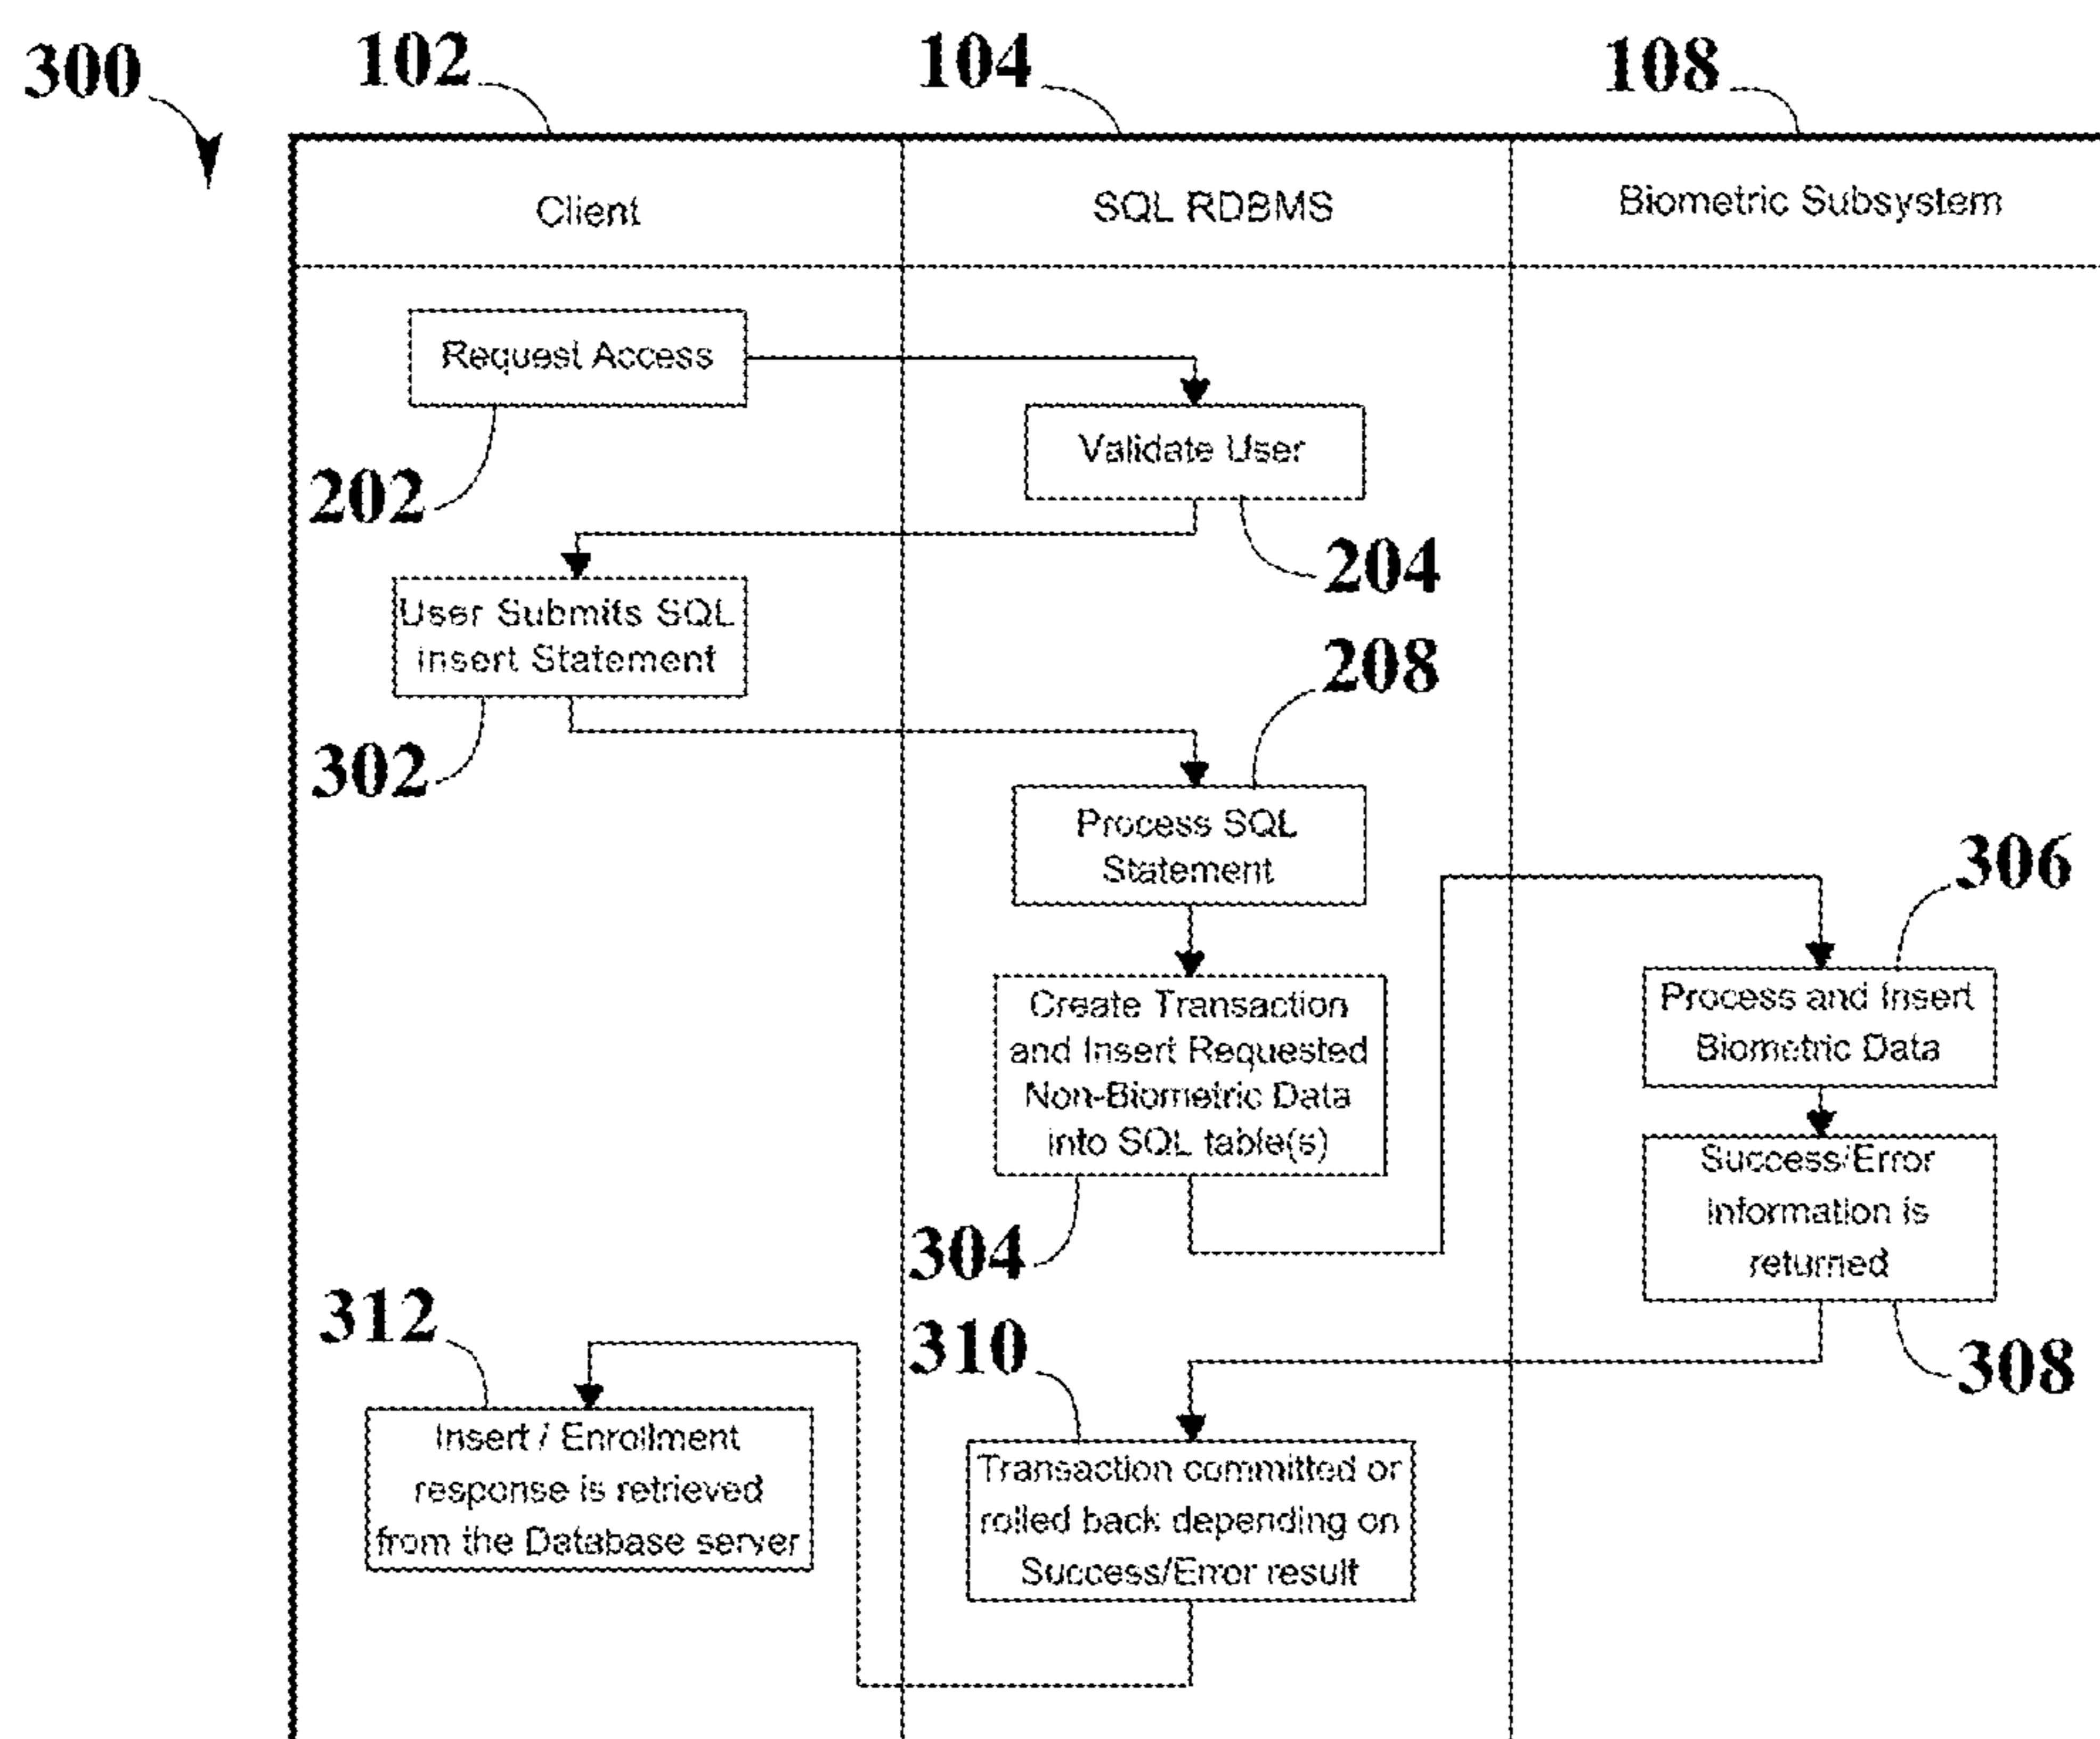 300
102
104
108
Client
SQL RDBMS
Biometric Subsystem
Request Access
Validate User
202
204
User Submits SQL
insert Statement
208
302
Process SQL
Statement
306
Create Transaction
and Insert Requested
Non-Biometric Data
into SQL table(s)
Process and Insert
Biometric Data
Success/Error
information is
returned
304
312
310
308
Insert / Enrollment
response is retrieved
from the Database server
Transaction committed or
rolled back depending on
Success/Error result